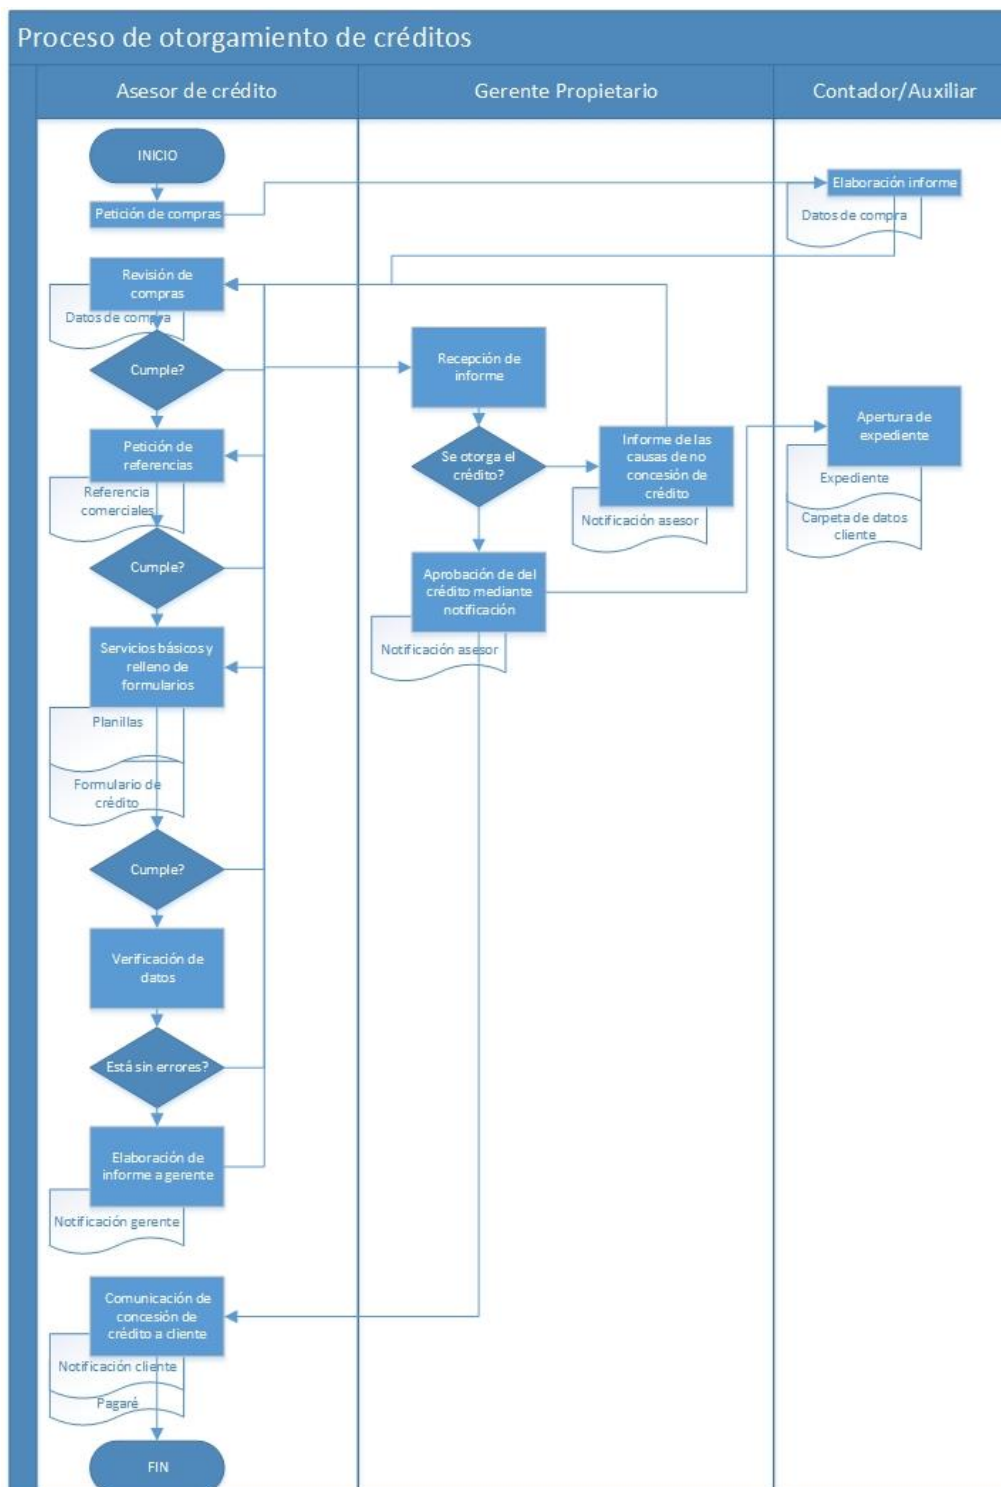 Proceso de otorgamiento de créditos
Asesor de crédito
Gerente Propietario
Contador/Auxiliar
INICIO
Petición de compras
Elaboración informe
Datos de compra
Revisión de
compras
Datos de compra
Cumple?
Recepción de
informe
Petición de
referencias
Referencia
comerciales
Se otorga el
crédito?
Informe de las
causas de no
concesión de
crédito
Notificación asesor
Apertura de
expediente
Expediente
Carpeta de datos
cliente
Cumple?
Aprobación de del
crédito mediante
notificación
Notificación asesor
Servicios básicos y
relleno de
formularios
Planillas
Formulario de
crédito
Cumple?
Verificación de
datos
Está sin errores?
Elaboración de
informe a gerente
Notificación gerente
Comunicación de
concesión de
crédito a cliente
Notificación cliente
Pagaré
FIN